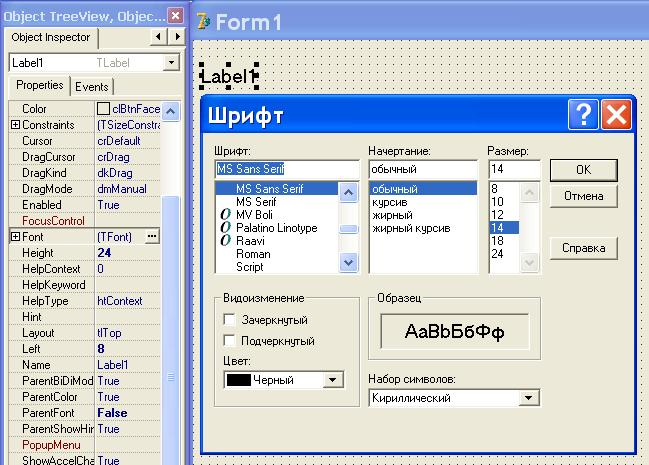 Object TreeView, Objec...
Object Inspector
Label1 TLabel
Properties Events
Color clBtnFace
Constraints (TSizeConstra
Cursor crDefault
DragCursor crDrag
DragKind dkDrag
DragMode dmManual
Enabled True
FocusControl
Font (TFont) ...
Height 24
HelpContext 0
HelpKeyword
HelpType htContext
Hint
Layout tlTop
Left 8
Name Label1
ParentBiDiMod True
ParentColor True
ParentFont False
ParentShowHin True
PopupMenu
ShowAccelCha True
Form1
Label1
Шрифт
Шрифт: Начертание: Размер:
MS Sans Serif обычный 14
MS Sans Serif обычный 8
MS Serif курсив 10
MV Boli жирный 12
Palatino Linotype жирный курсив 14
Raavi 18
Roman 24
Script
OK
Отмена
Справка
Видоизменение
Зачеркнутый
Подчеркнутый
Цвет:
Черный
Образец
AaBbБбФф
Набор символов:
Кириллический